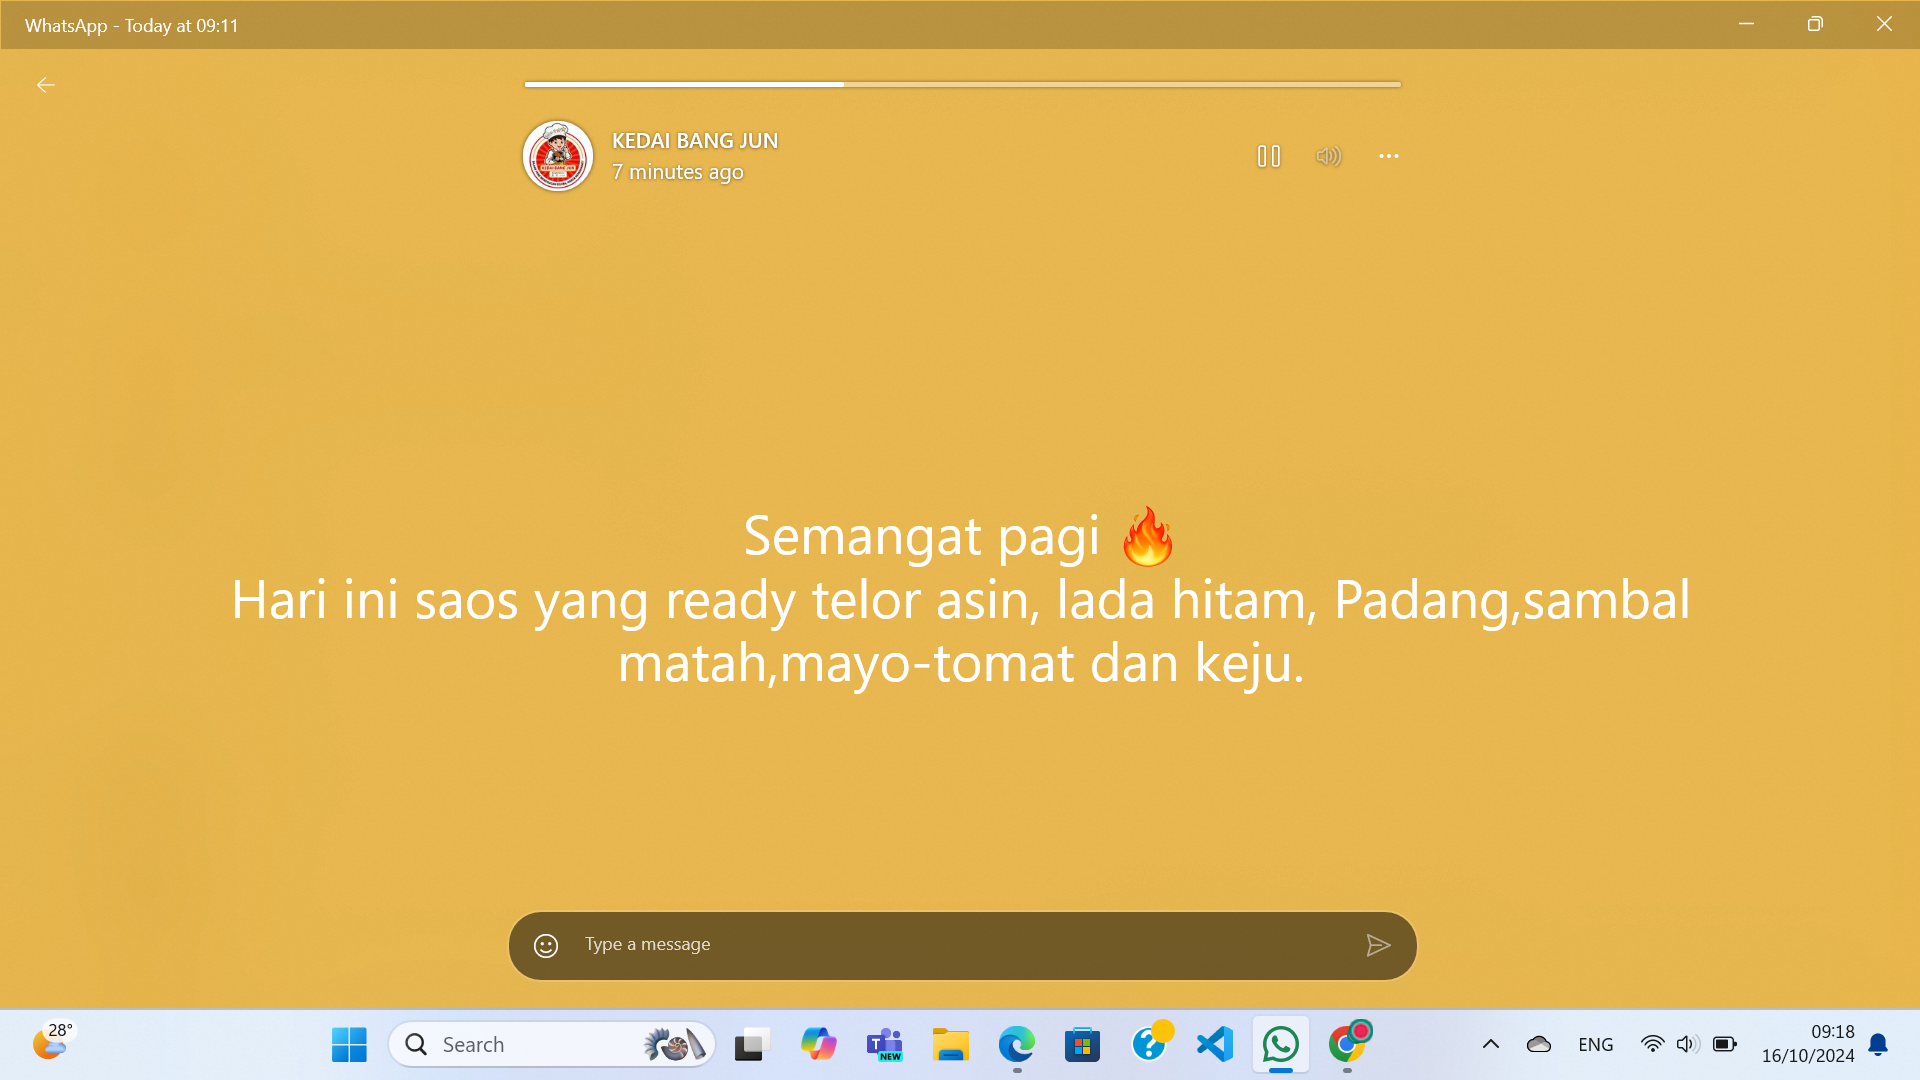 WhatsApp - Today at 09:11
KEDAI BANG JUN
7 minutes ago
Semangat pagi 🔥
Hari ini saos yang ready telor asin, lada hitam, Padang,sambal
matah,mayo-tomat dan keju.
Type a message
28°
Search
T
NEW
ENG
09:18
16/10/2024